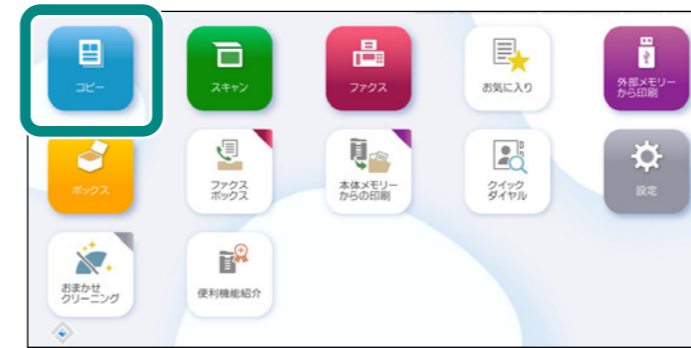 コピー
スキャン
ファクス
お気に入り
外部メモリー
から印刷
ボックス
ファクス
ボックス
本体メモリー
からの印刷
クイック
ダイヤル
設定
おまかせ
クリーニング
便利機能紹介